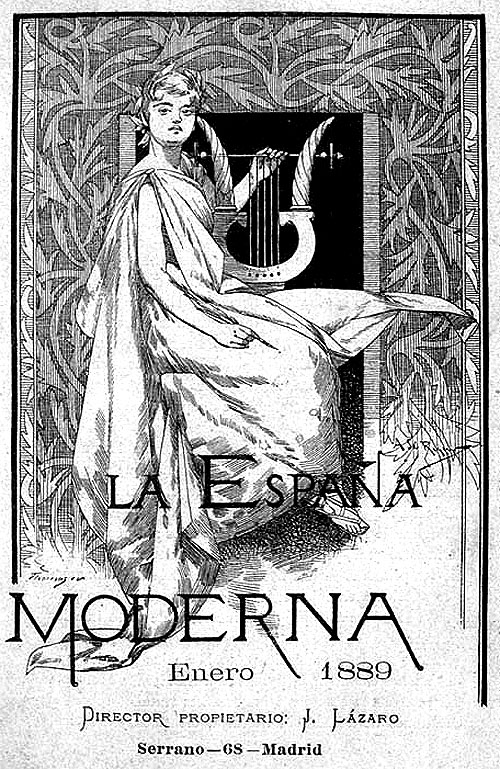 LA ESPAÑA
MODERNA
Enero 1889
DIRECTOR PROPIETARIO: J. LÁZARO
Serrano—68—Madrid